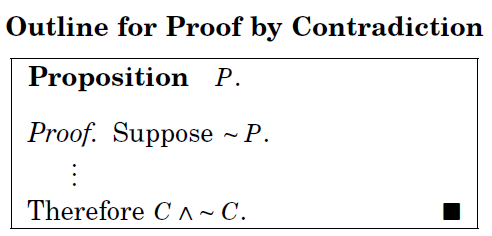 Outline for Proof by Contradiction
Proposition P.
Proof. Suppose ~P.
⋮
Therefore C ∧ ~C. ■